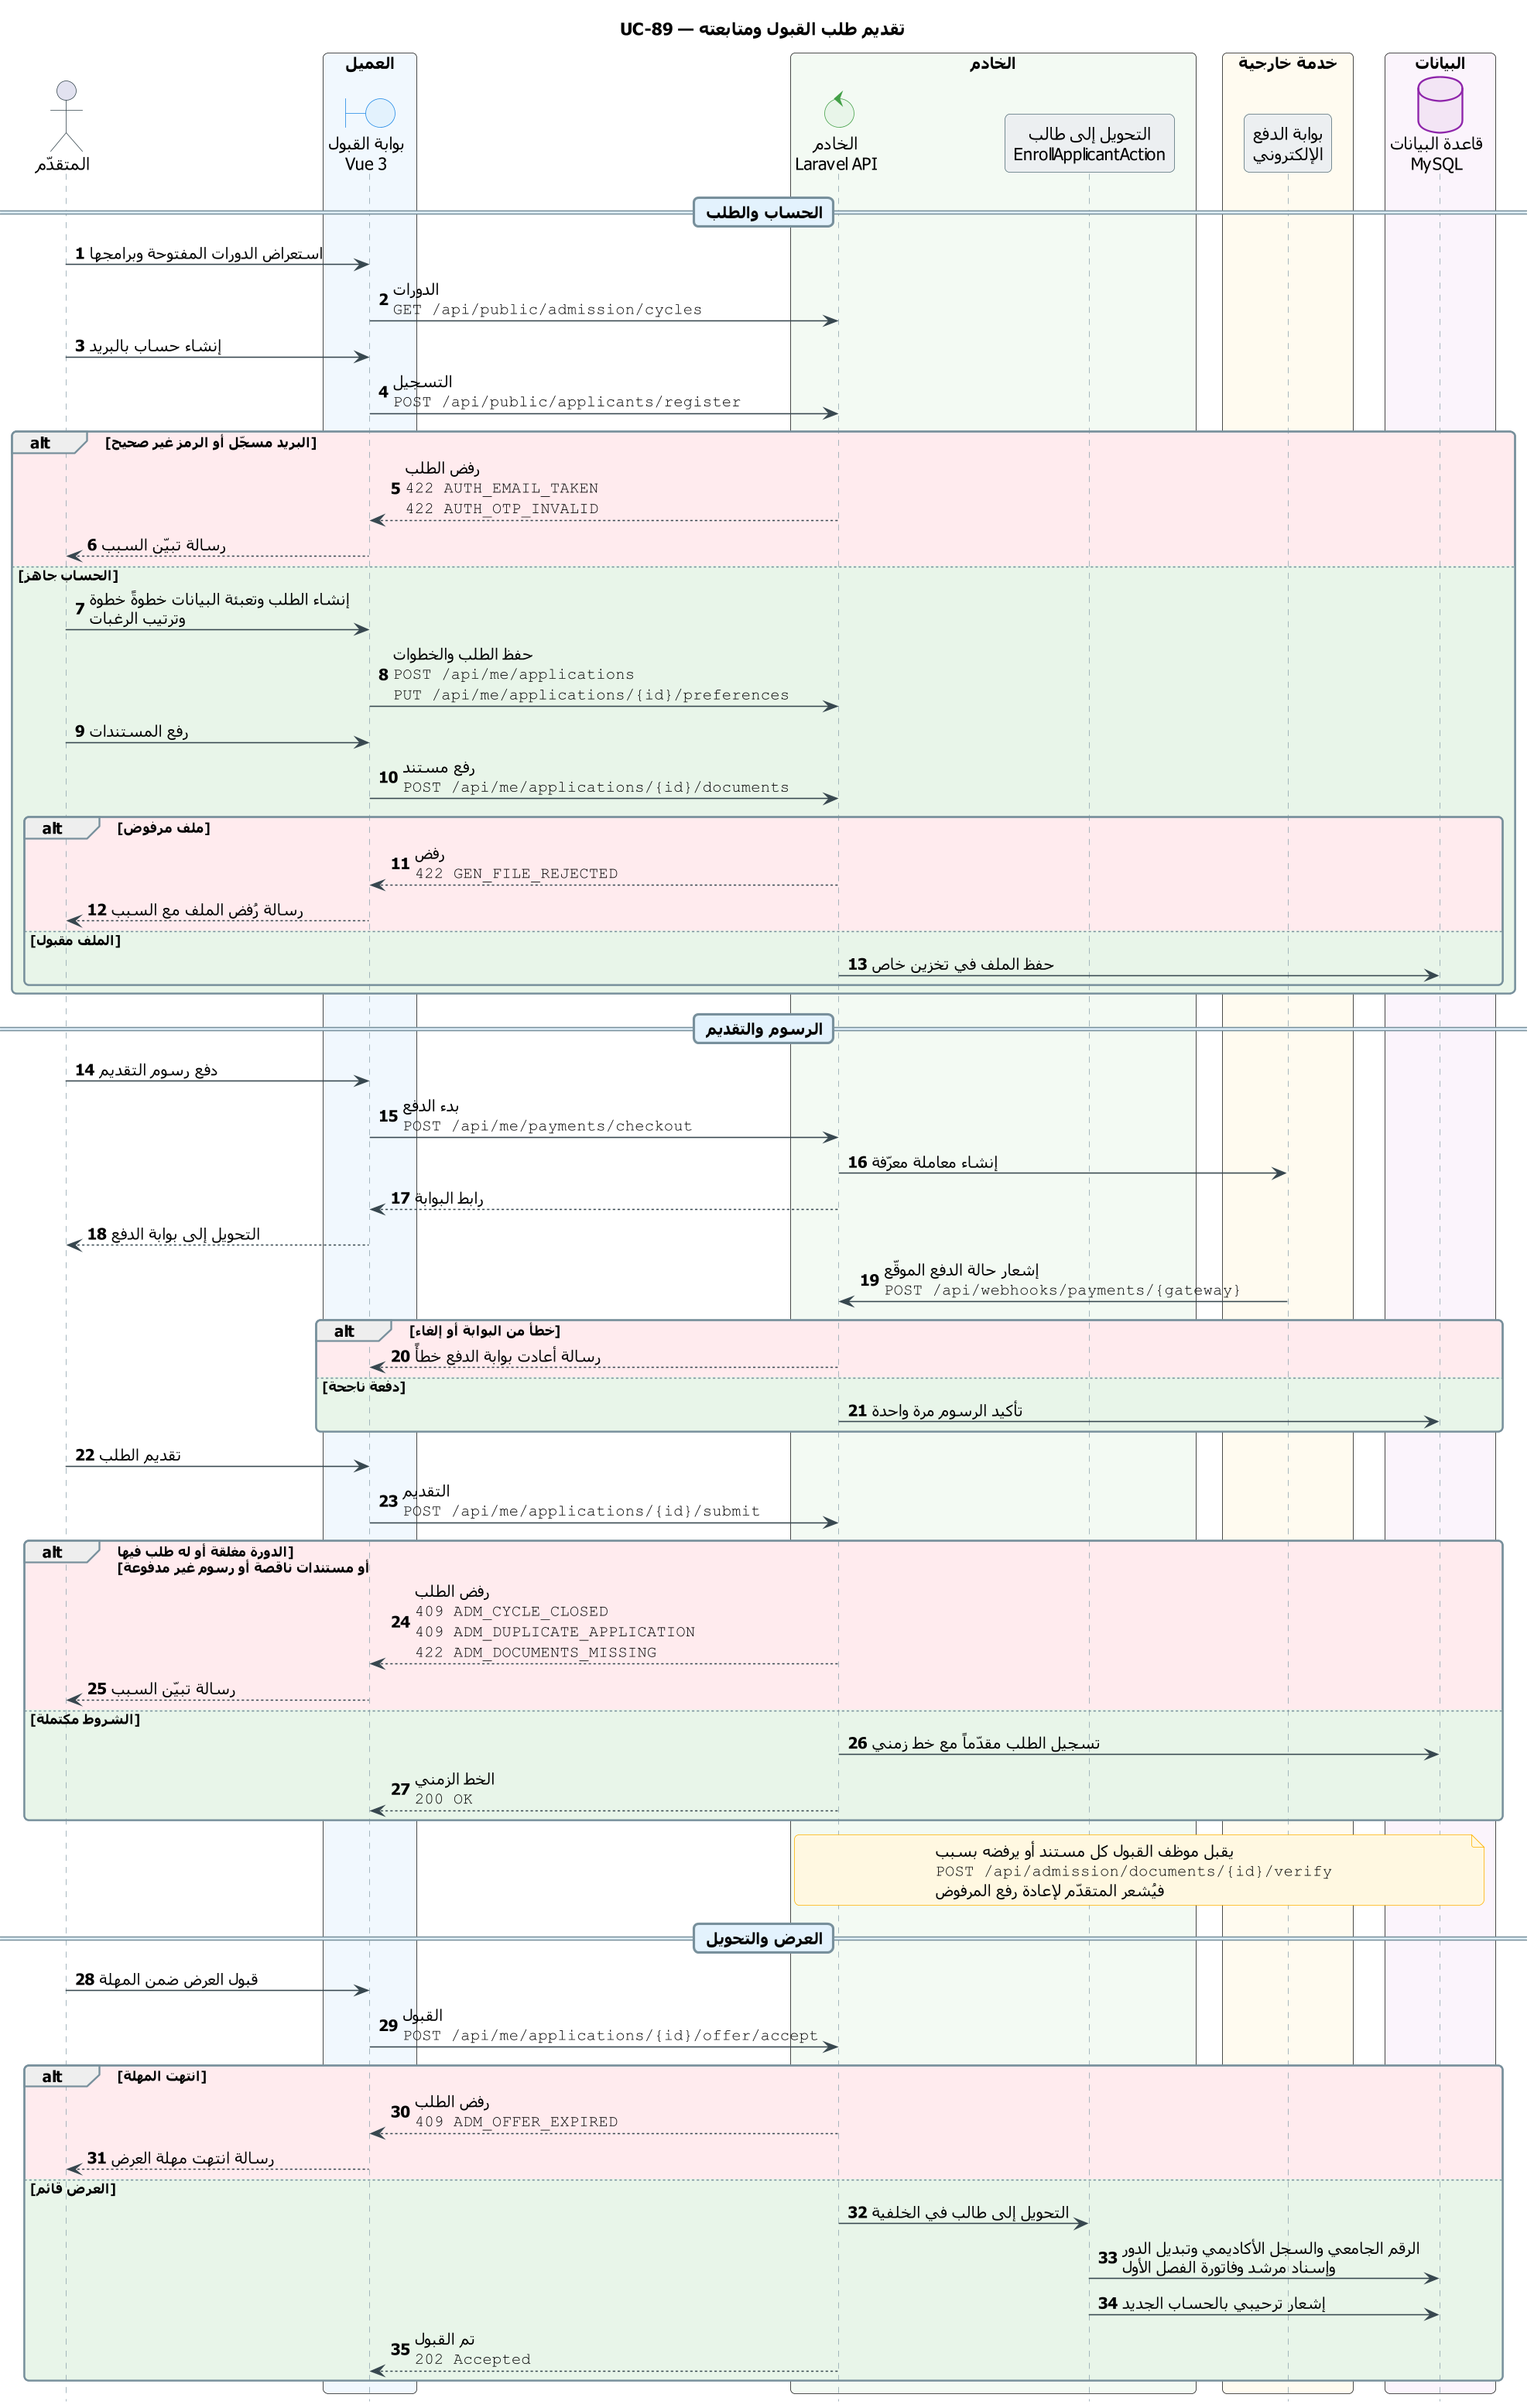 UC-89 — تقديم طلب القبول ومتابعته
العميل
الخادم
خدمة خارجية
البيانات
المتقدّم
بوابة القبول
Vue 3
الخادم
Laravel API
التحويل إلى طالب
EnrollApplicantAction
بوابة الدفع
الإلكتروني
قاعدة البيانات
MySQL
الحساب والطلب
1 استعراض الدورات المفتوحة وبرامجها
2 الدورات
GET /api/public/admission/cycles
3 إنشاء حساب بالبريد
4 التسجيل
POST /api/public/applicants/register
alt [البريد مسجّل أو الرمز غير صحيح]
رفض الطلب
5 422 AUTH_EMAIL_TAKEN
422 AUTH_OTP_INVALID
6 رسالة تبيّن السبب
[الحساب جاهز]
7 إنشاء الطلب وتعبئة البيانات خطوةً خطوة
وترتيب الرغبات
حفظ الطلب والخطوات
8 POST /api/me/applications
PUT /api/me/applications/{id}/preferences
9 رفع المستندات
10 رفع مستند
POST /api/me/applications/{id}/documents
alt [ملف مرفوض]
11 رفض
422 GEN_FILE_REJECTED
12 رسالة رُفض الملف مع السبب
[الملف مقبول]
13 حفظ الملف في تخزين خاص
الرسوم والتقديم
14 دفع رسوم التقديم
15 بدء الدفع
POST /api/me/payments/checkout
16 إنشاء معاملة معرّفة
17 رابط البوابة
18 التحويل إلى بوابة الدفع
19 إشعار حالة الدفع الموقّع
POST /api/webhooks/payments/{gateway}
alt [خطأ من البوابة أو إلغاء]
20 رسالة أعادت بوابة الدفع خطأً
[دفعة ناجحة]
21 تأكيد الرسوم مرة واحدة
22 تقديم الطلب
23 التقديم
POST /api/me/applications/{id}/submit
alt [الدورة مغلقة أو له طلب فيها
أو مستندات ناقصة أو رسوم غير مدفوعة]
رفض الطلب
409 ADM_CYCLE_CLOSED
24 409 ADM_DUPLICATE_APPLICATION
422 ADM_DOCUMENTS_MISSING
25 رسالة تبيّن السبب
[الشروط مكتملة]
26 تسجيل الطلب مقدّماً مع خط زمني
27 الخط الزمني
200 OK
يقبل موظف القبول كل مستند أو يرفضه بسبب
POST /api/admission/documents/{id}/verify
فيُشعر المتقدّم لإعادة رفع المرفوض
العرض والتحويل
28 قبول العرض ضمن المهلة
29 القبول
POST /api/me/applications/{id}/offer/accept
alt [انتهت المهلة]
30 رفض الطلب
409 ADM_OFFER_EXPIRED
31 رسالة انتهت مهلة العرض
[العرض قائم]
32 التحويل إلى طالب في الخلفية
33 الرقم الجامعي والسجل الأكاديمي وتبديل الدور
وإسناد مرشد وفاتورة الفصل الأول
34 إشعار ترحيبي بالحساب الجديد
35 تم القبول
202 Accepted